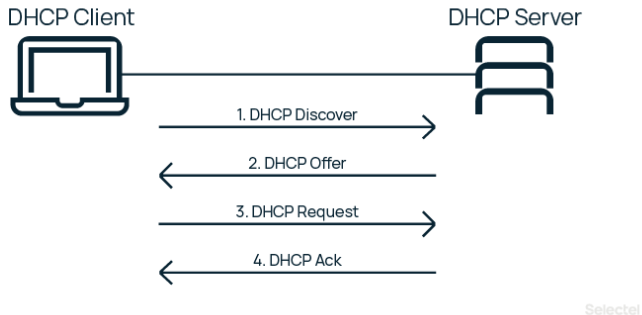 DHCP Client
DHCP Server
1. DHCP Discover
2. DHCP Offer
3. DHCP Request
4. DHCP Ack
Selectel